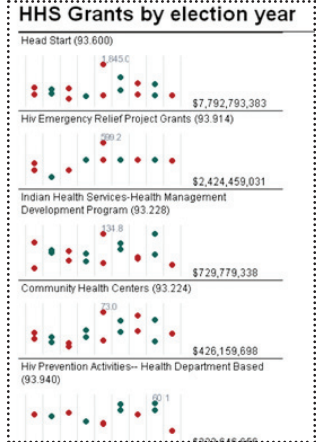 HHS Grants by election year
Head Start (93.600)
1,845.0
$7,792,793,383
Hiv Emergency Relief Project Grants (93.914)
599.2
$2,424,459,031
Indian Health Services-Health Management
Development Program (93.228)
134.8
$729,779,338
Community Health Centers (93.224)
73.0
$426,159,698
Hiv Prevention Activities-- Health Department Based
(93.940)
60.1